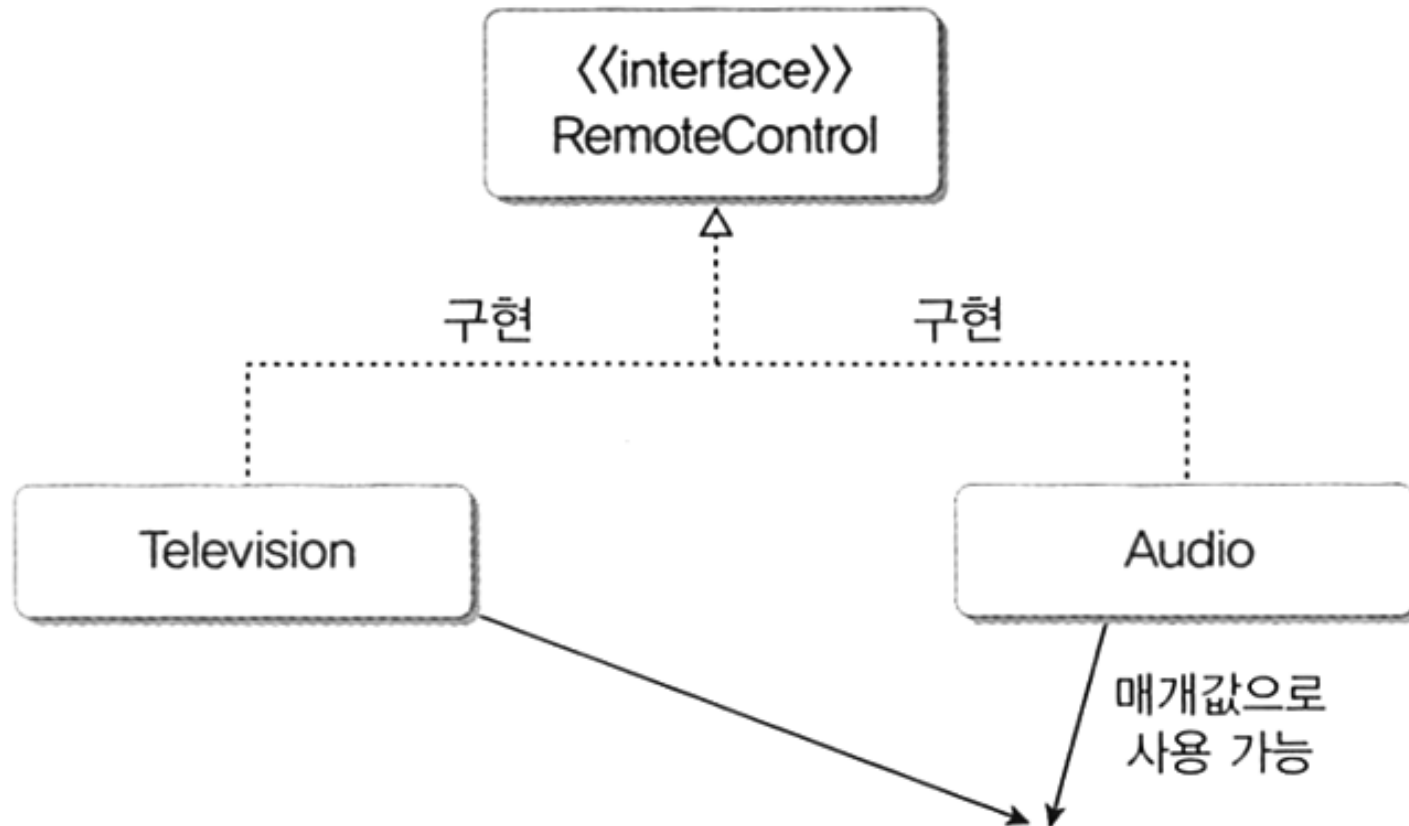 《interface》
RemoteControl
구현
구현
Television
Audio
매개값으로
사용 가능